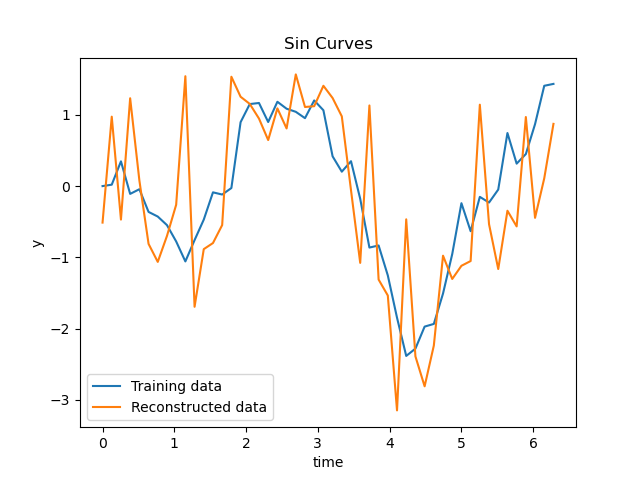 Sin Curves
y
1
0
−1
−2
−3
Training data
Reconstructed data
0 1 2 3 4 5 6
time